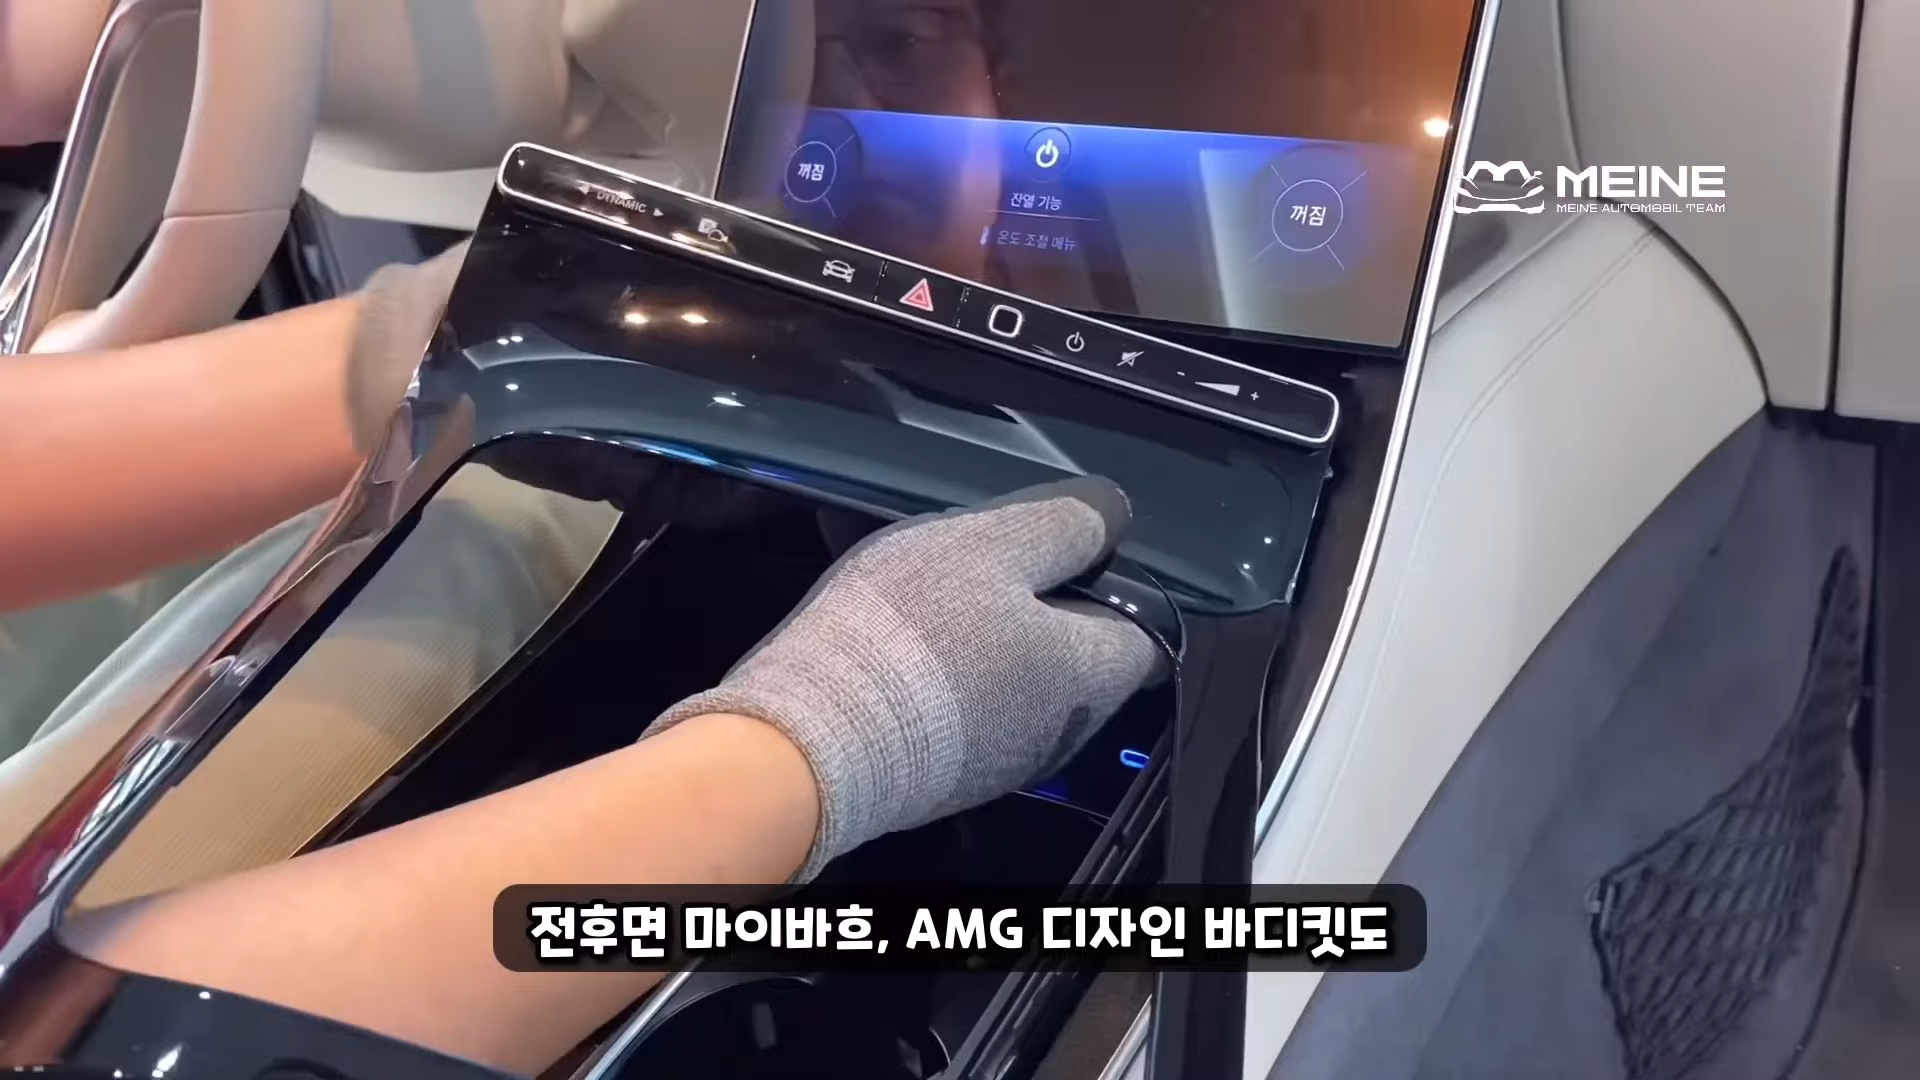 꺼짐
잔열 기능
온도 조절 메뉴
꺼짐
DYNAMIC
P
- +
MEINE
MEINE AUTOMOBIL TEAM
전후면 마이바흐, AMG 디자인 바디킷도